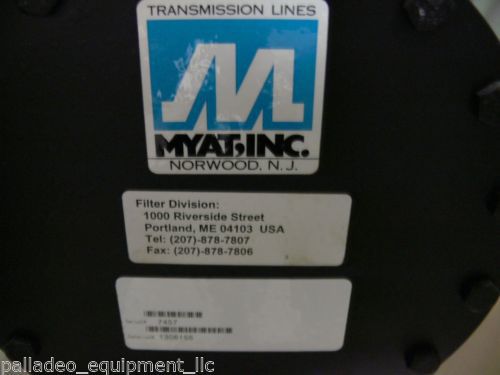 TRANSMISSION LINES
MYAT, INC.
NORWOOD, N.J.
Filter Division:
1000 Riverside Street
Portland, ME 04103 USA
Tel: (207)-878-7807
Fax: (207)-878-7806
7457
palladeo_equipment_llc